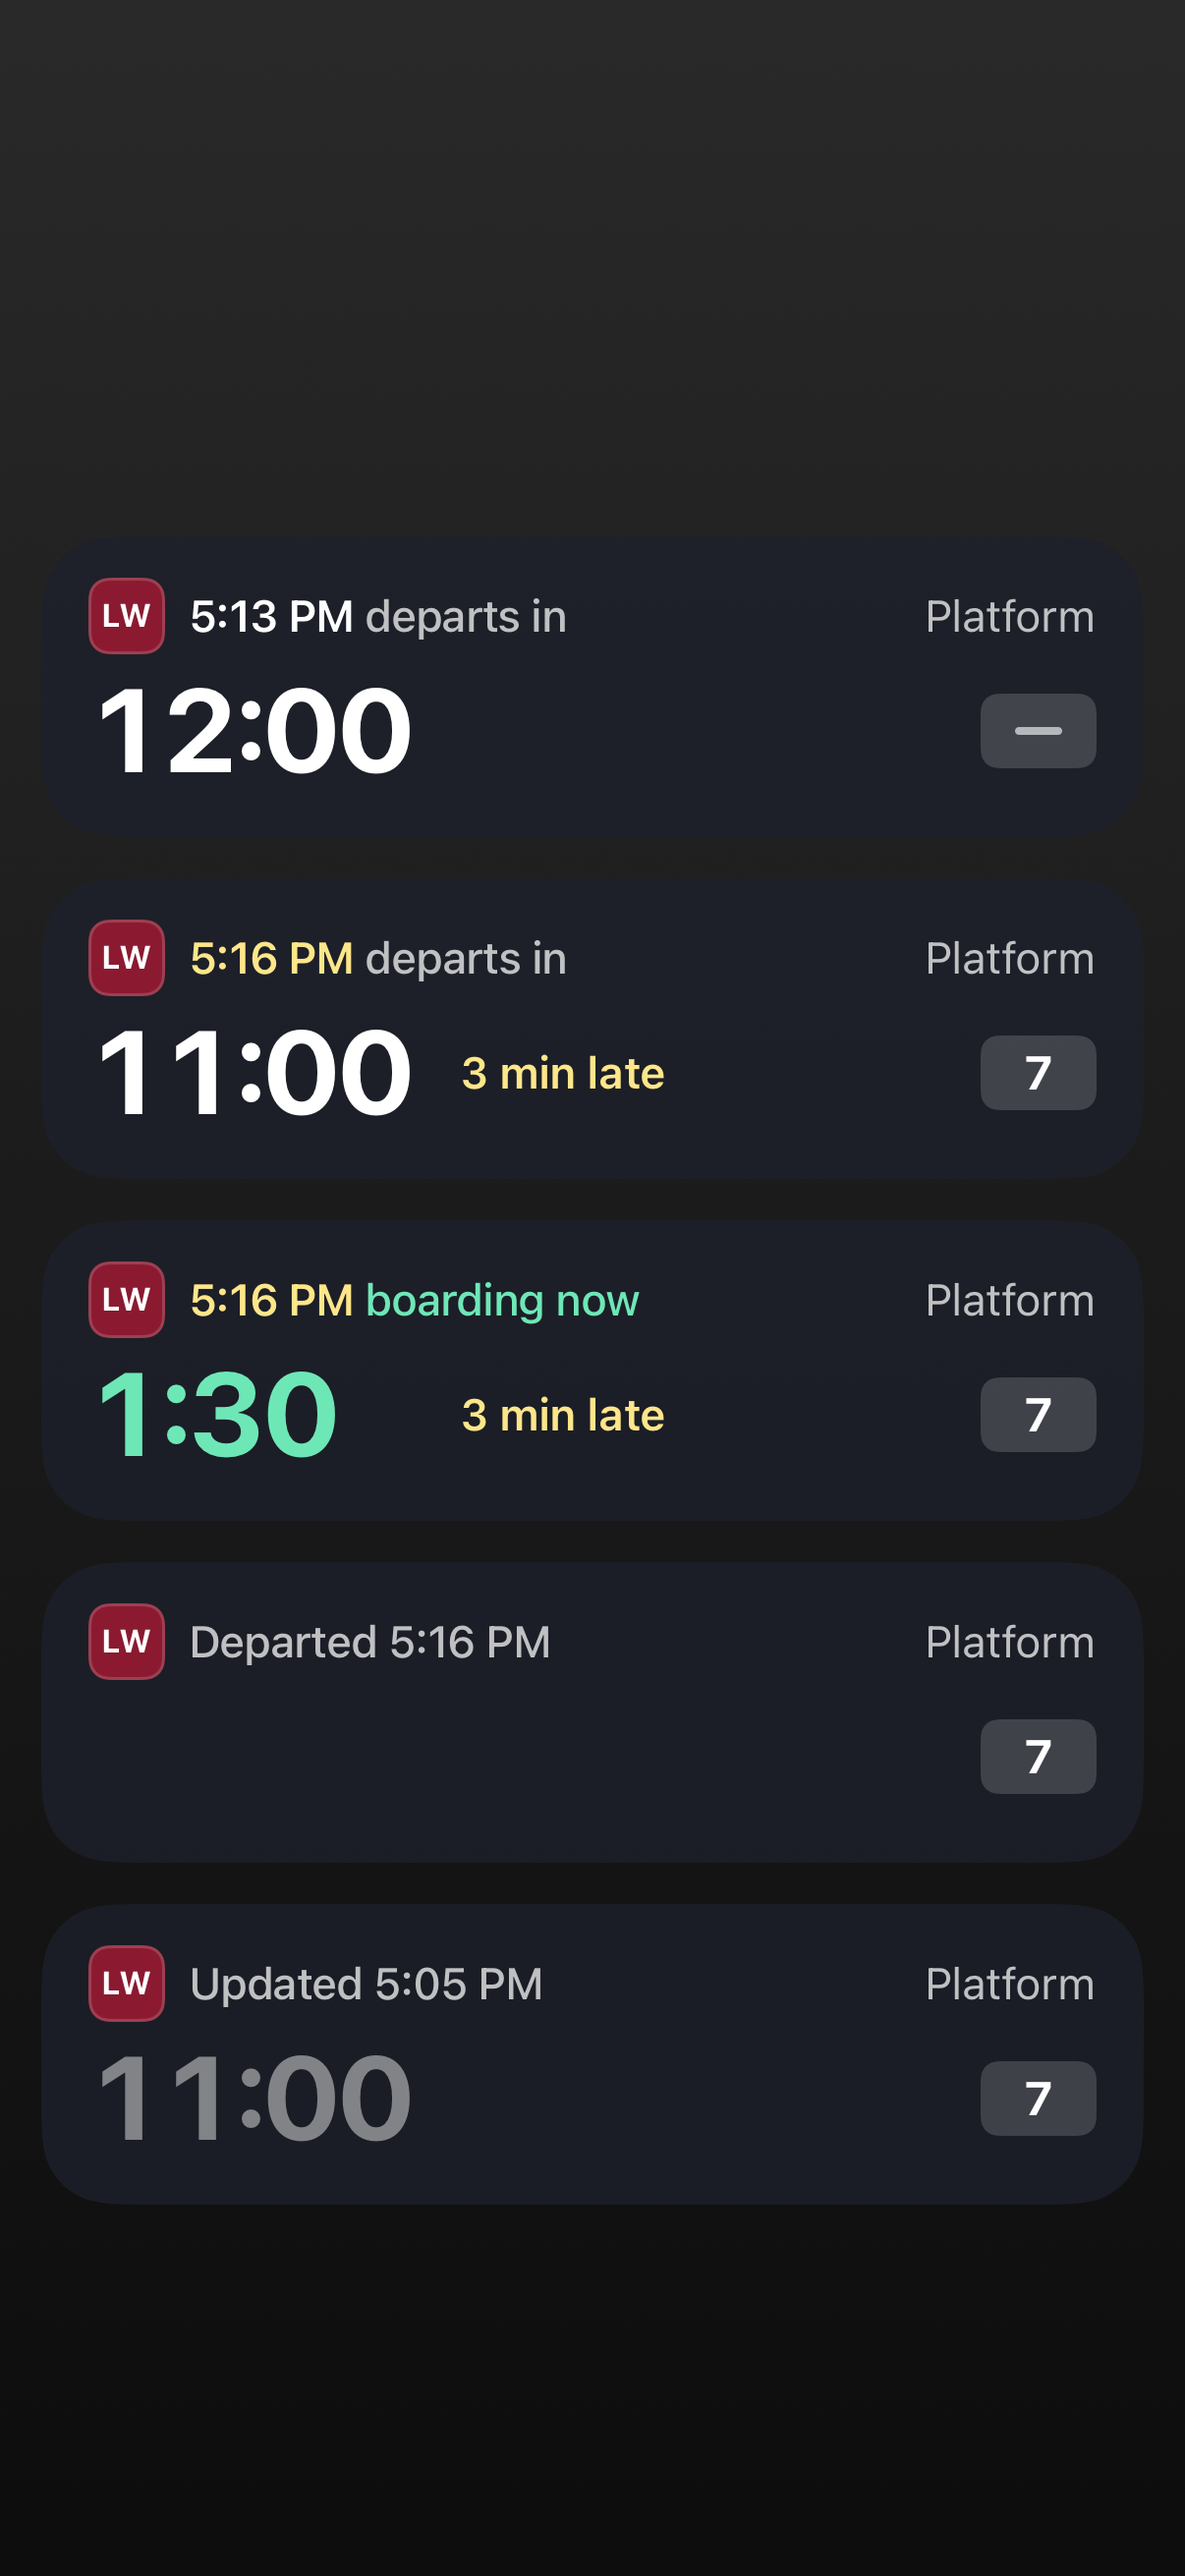 LW 5:13 PM departs in Platform
12:00 —
LW 5:16 PM departs in Platform
11:00 3 min late 7
LW 5:16 PM boarding now Platform
1:30 3 min late 7
LW Departed 5:16 PM Platform
7
LW Updated 5:05 PM Platform
11:00 7